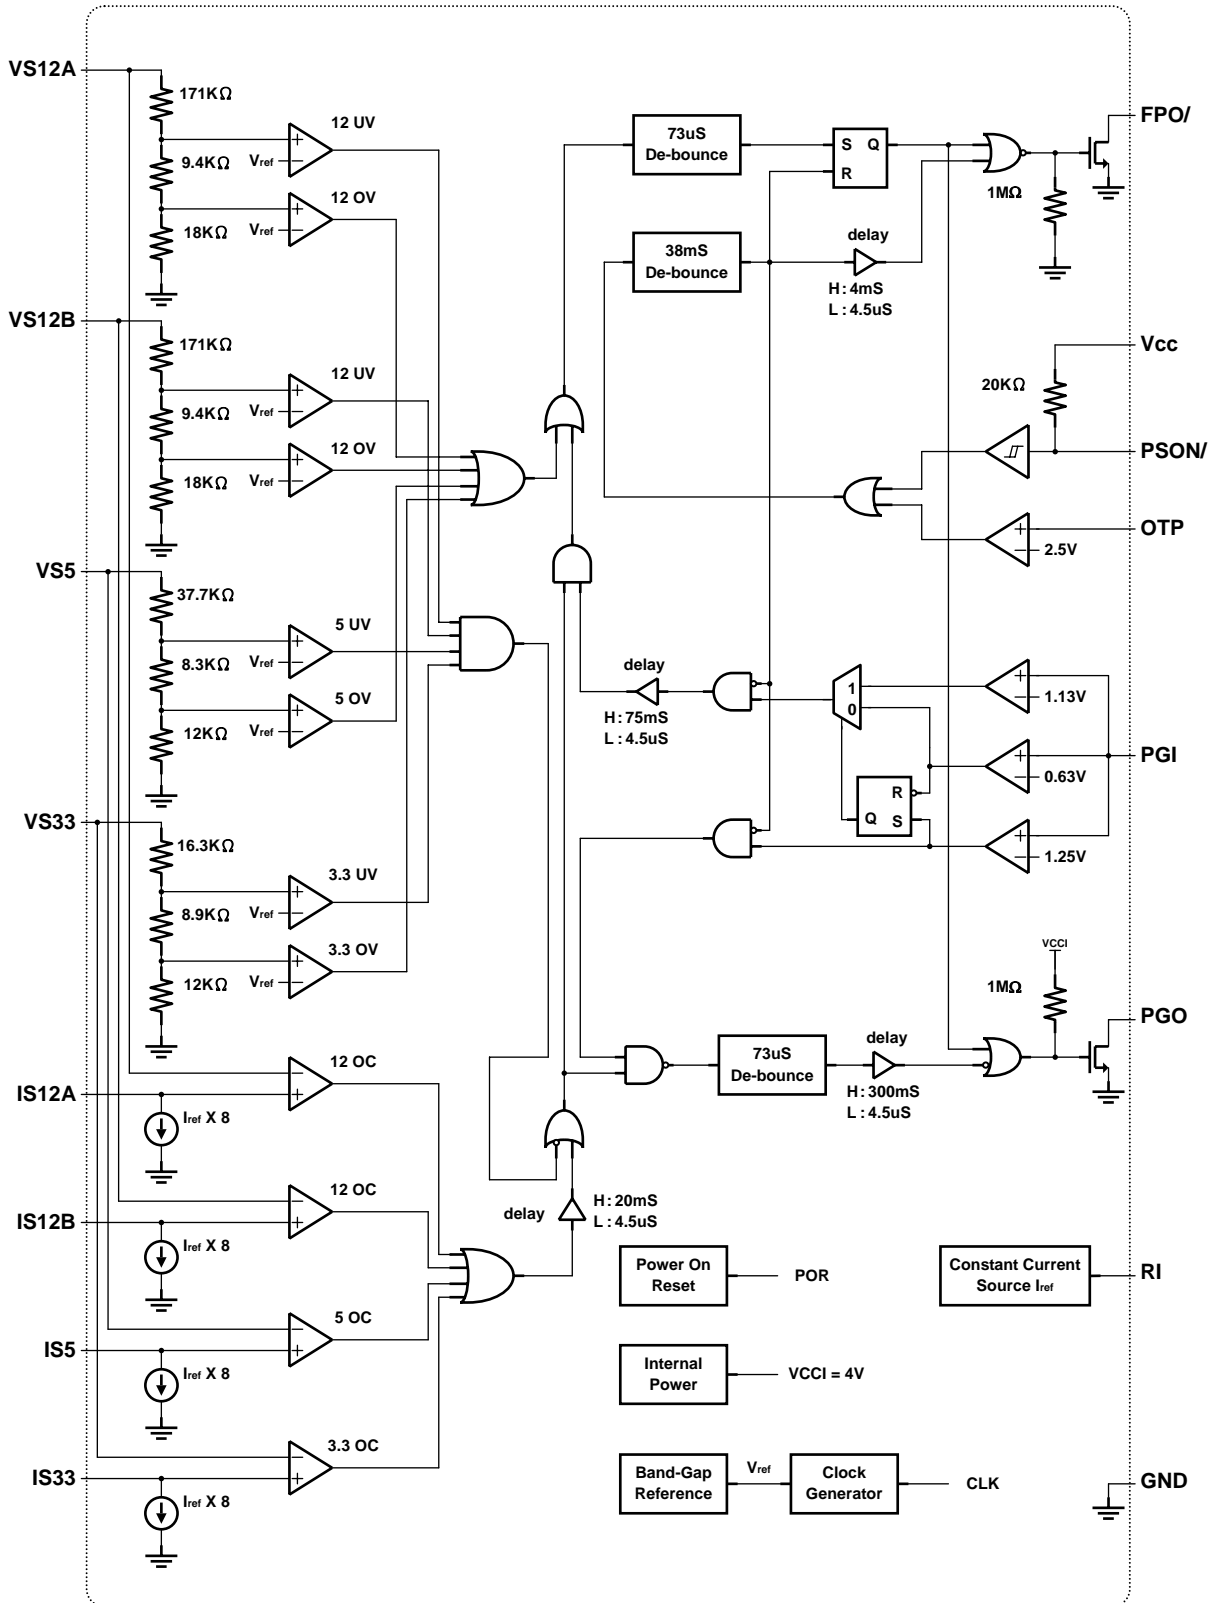 VS12A
171KΩ
12 UV
Vref
9.4KΩ
12 OV
Vref
18KΩ
VS12B
171KΩ
12 UV
Vref
9.4KΩ
12 OV
Vref
18KΩ
VS5
37.7KΩ
5 UV
Vref
8.3KΩ
5 OV
Vref
12KΩ
VS33
16.3KΩ
3.3 UV
Vref
8.9KΩ
3.3 OV
Vref
12KΩ
12 OC
IS12A
Iref X 8
12 OC
IS12B
Iref X 8
5 OC
IS5
Iref X 8
3.3 OC
IS33
Iref X 8
73uS
De-bounce
S Q
R
FPO/
1MΩ
38mS
De-bounce
delay
H : 4mS
L : 4.5uS
Vcc
20KΩ
PSON/
OTP
2.5V
delay
H : 75mS
L : 4.5uS
1
0
1.13V
PGI
0.63V
R
Q S
1.25V
VCCI
1MΩ
PGO
73uS
De-bounce
delay
H : 300mS
L : 4.5uS
delay
H : 20mS
L : 4.5uS
Power On
Reset
POR
Constant Current
Source Iref
RI
Internal
Power
VCCI = 4V
Band-Gap
Reference
Vref
Clock
Generator
CLK
GND